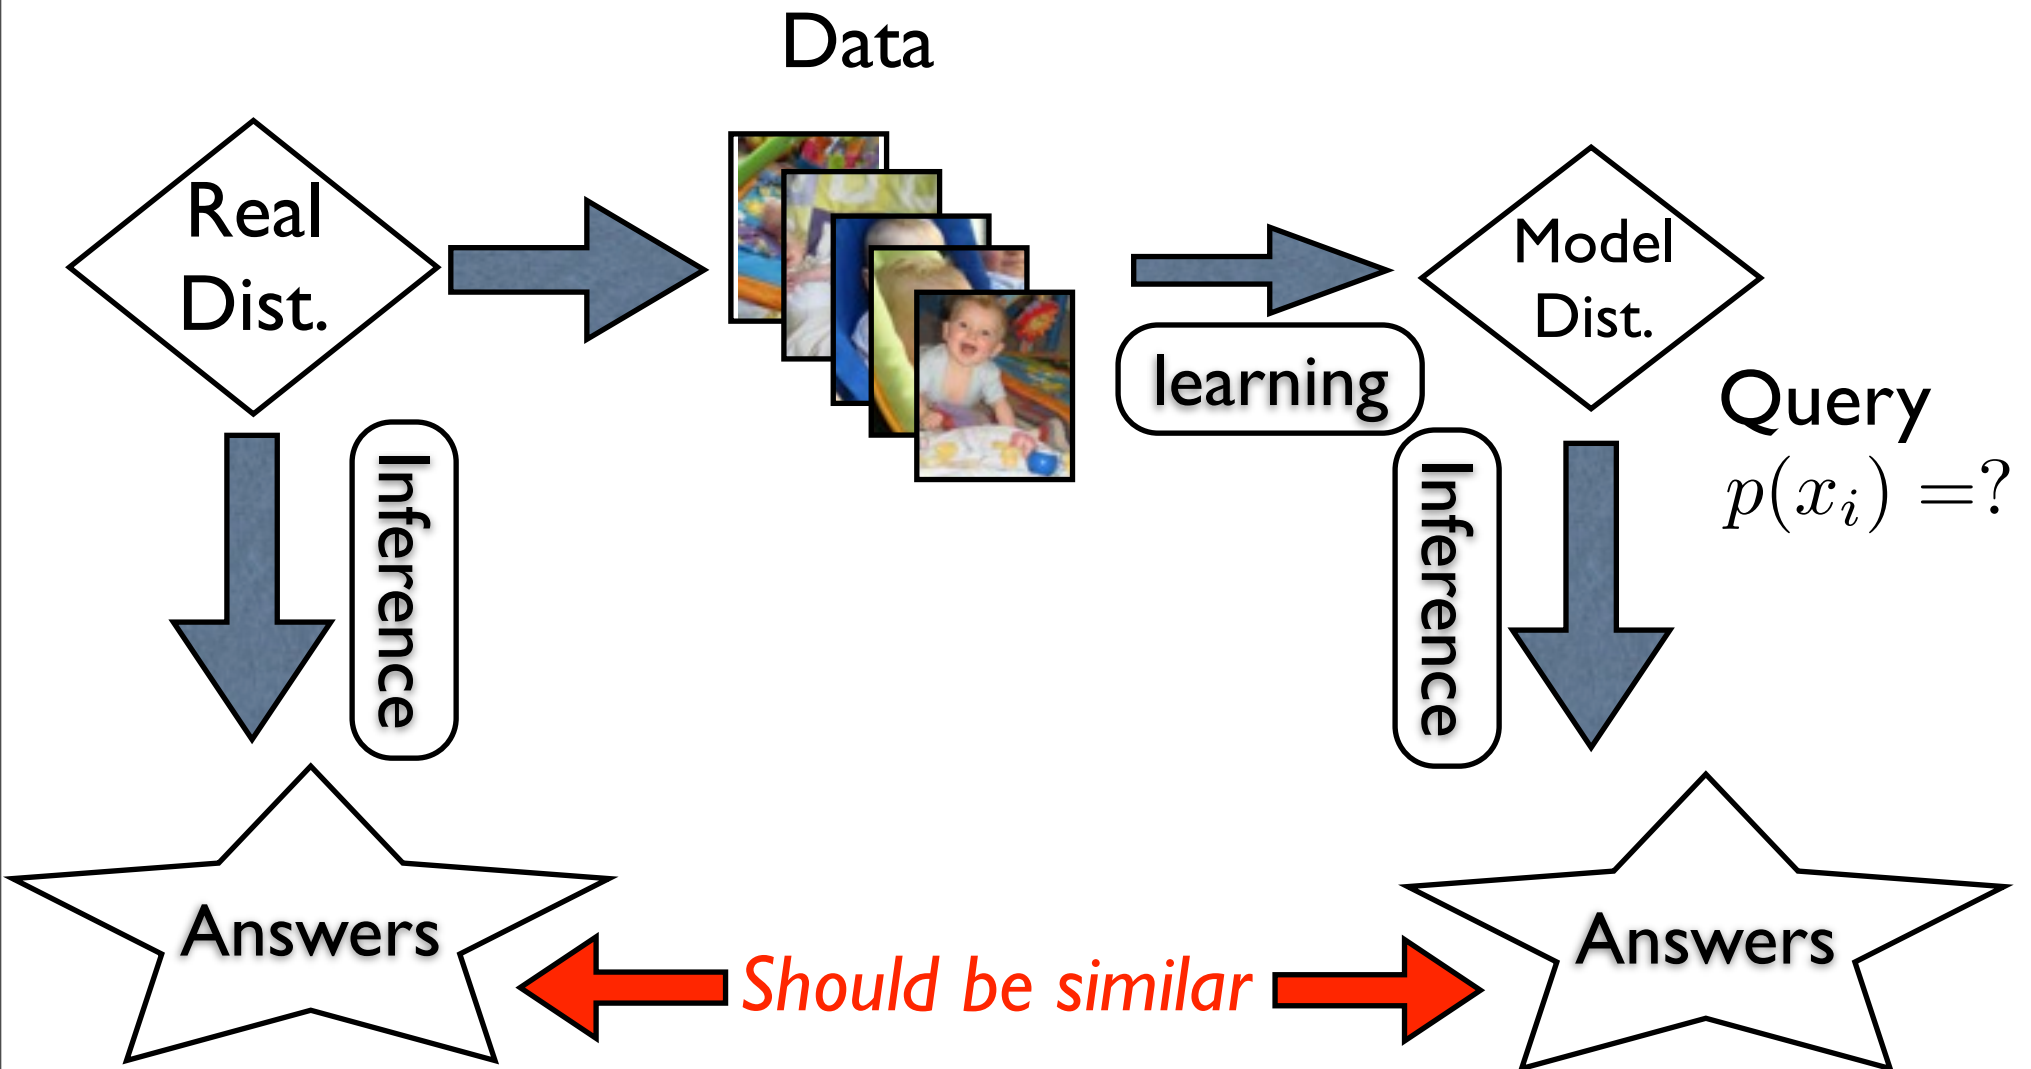 Data
Real
Dist.
Model
Dist.
learning
Query
p(x_i) =?
Inference
Inference
Answers
Answers
Should be similar